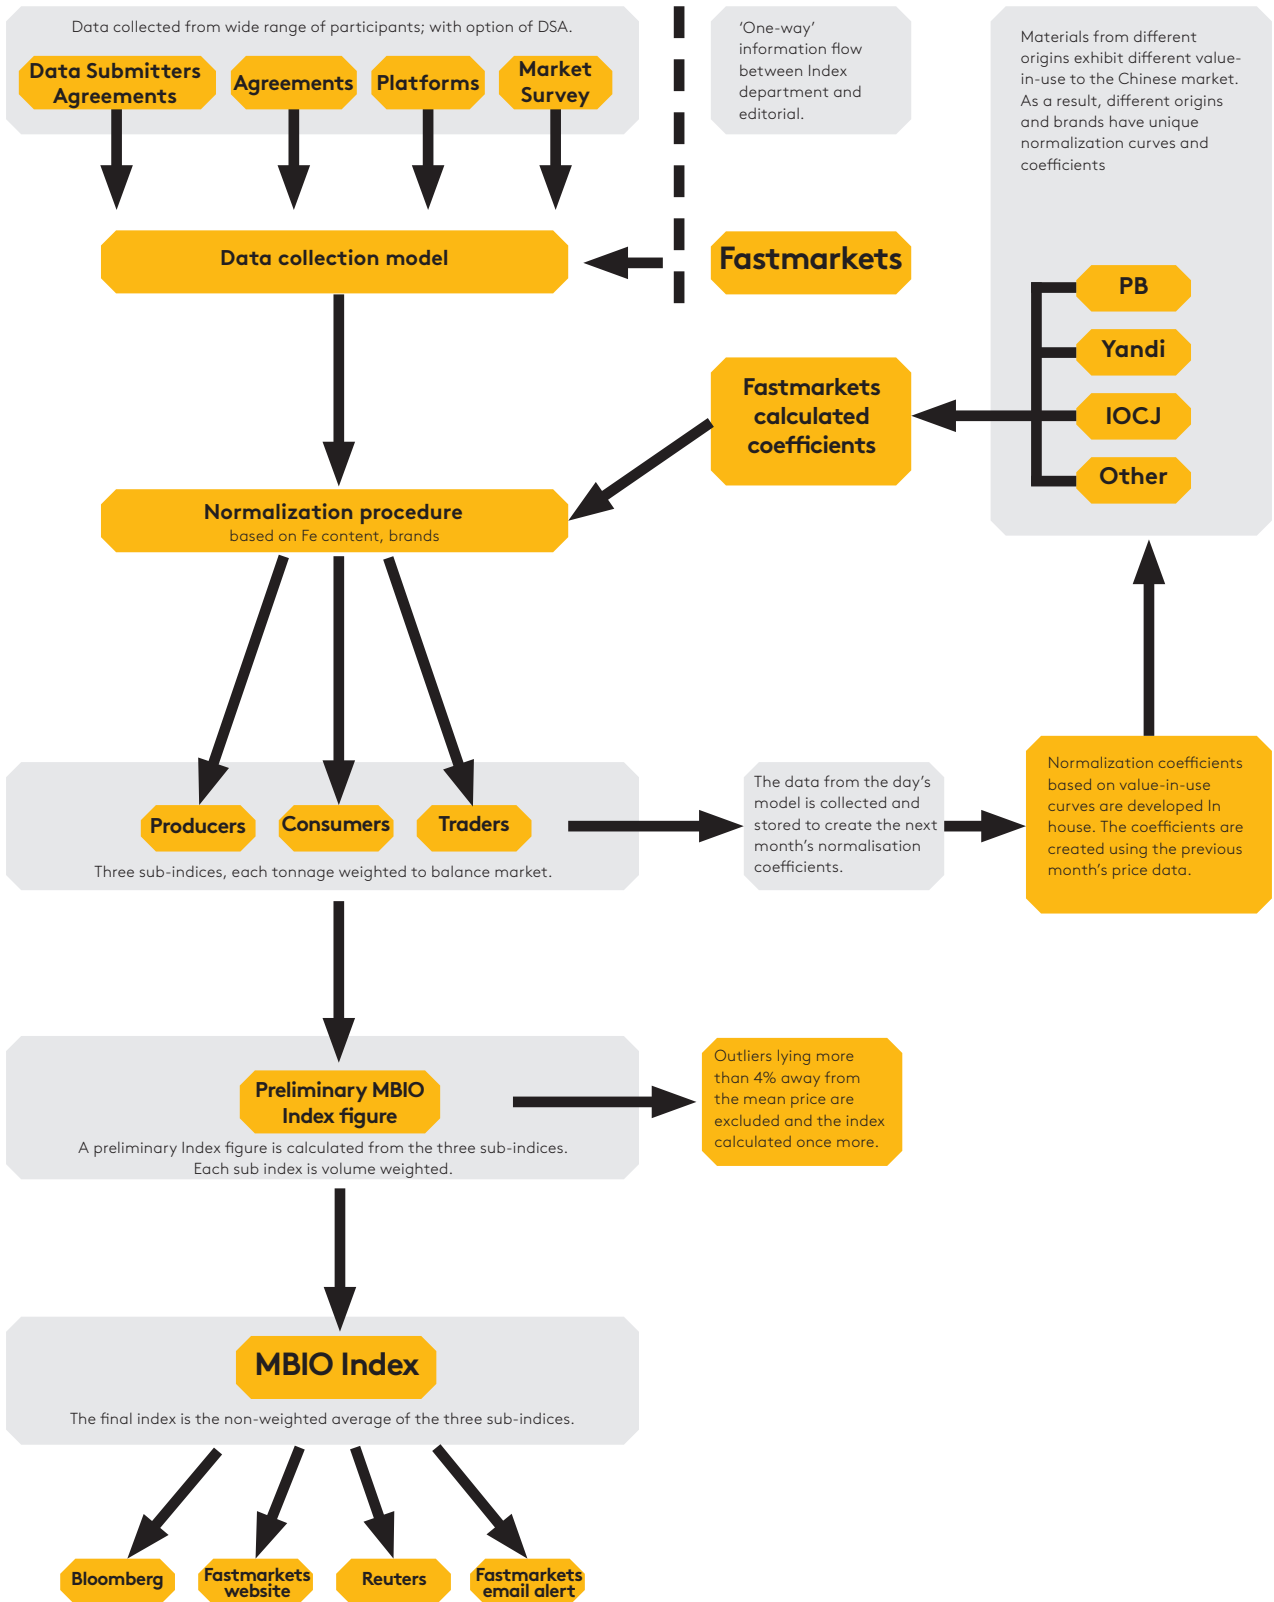 Data collected from wide range of participants; with option of DSA.
Data Submitters
Agreements
Agreements
Platforms
Market
Survey
'One-way'
information flow
between Index
department and
editorial.
Materials from different
origins exhibit different value-
in-use to the Chinese market.
As a result, different origins
and brands have unique
normalization curves and
coefficients
Data collection model
Fastmarkets
PB
Yandi
IOCJ
Other
Fastmarkets
calculated
coefficients
Normalization procedure
based on Fe content, brands
Producers
Consumers
Traders
Three sub-indices, each tonnage weighted to balance market.
The data from the day's
model is collected and
stored to create the next
month's normalisation
coefficients.
Normalization coefficients
based on value-in-use
curves are developed In
house. The coefficients are
created using the previous
month's price data.
Preliminary MBIO
Index figure
A preliminary Index figure is calculated from the three sub-indices.
Each sub index is volume weighted.
Outliers lying more
than 4% away from
the mean price are
excluded and the index
calculated once more.
MBIO Index
The final index is the non-weighted average of the three sub-indices.
Bloomberg
Fastmarkets
website
Reuters
Fastmarkets
email alert